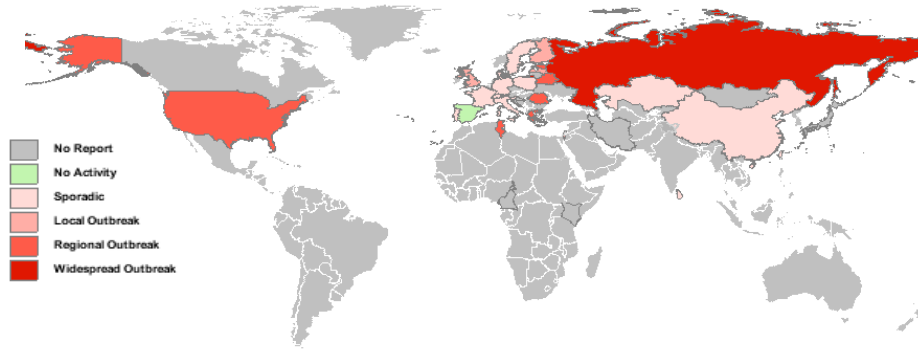 No Report
No Activity
Sporadic
Local Outbreak
Regional Outbreak
Widespread Outbreak